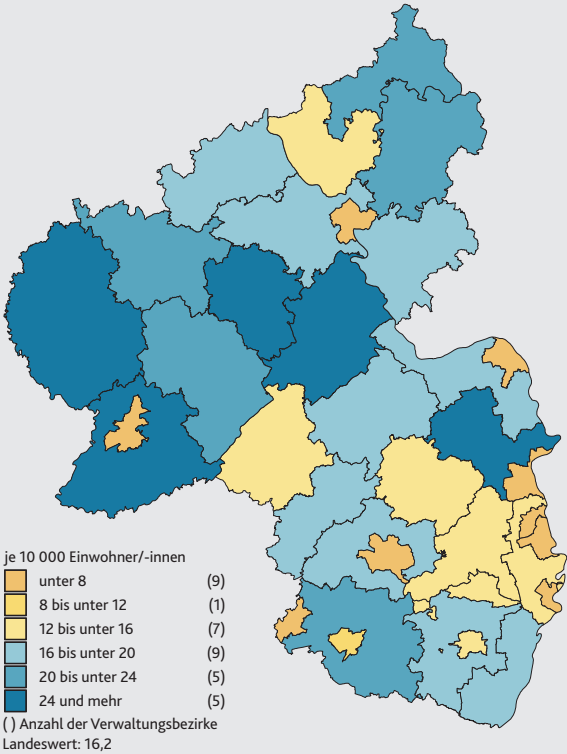 je 10 000 Einwohner/-innen
unter 8 (9)
8 bis unter 12 (1)
12 bis unter 16 (7)
16 bis unter 20 (9)
20 bis unter 24 (5)
24 und mehr (5)
( ) Anzahl der Verwaltungsbezirke
Landeswert: 16,2